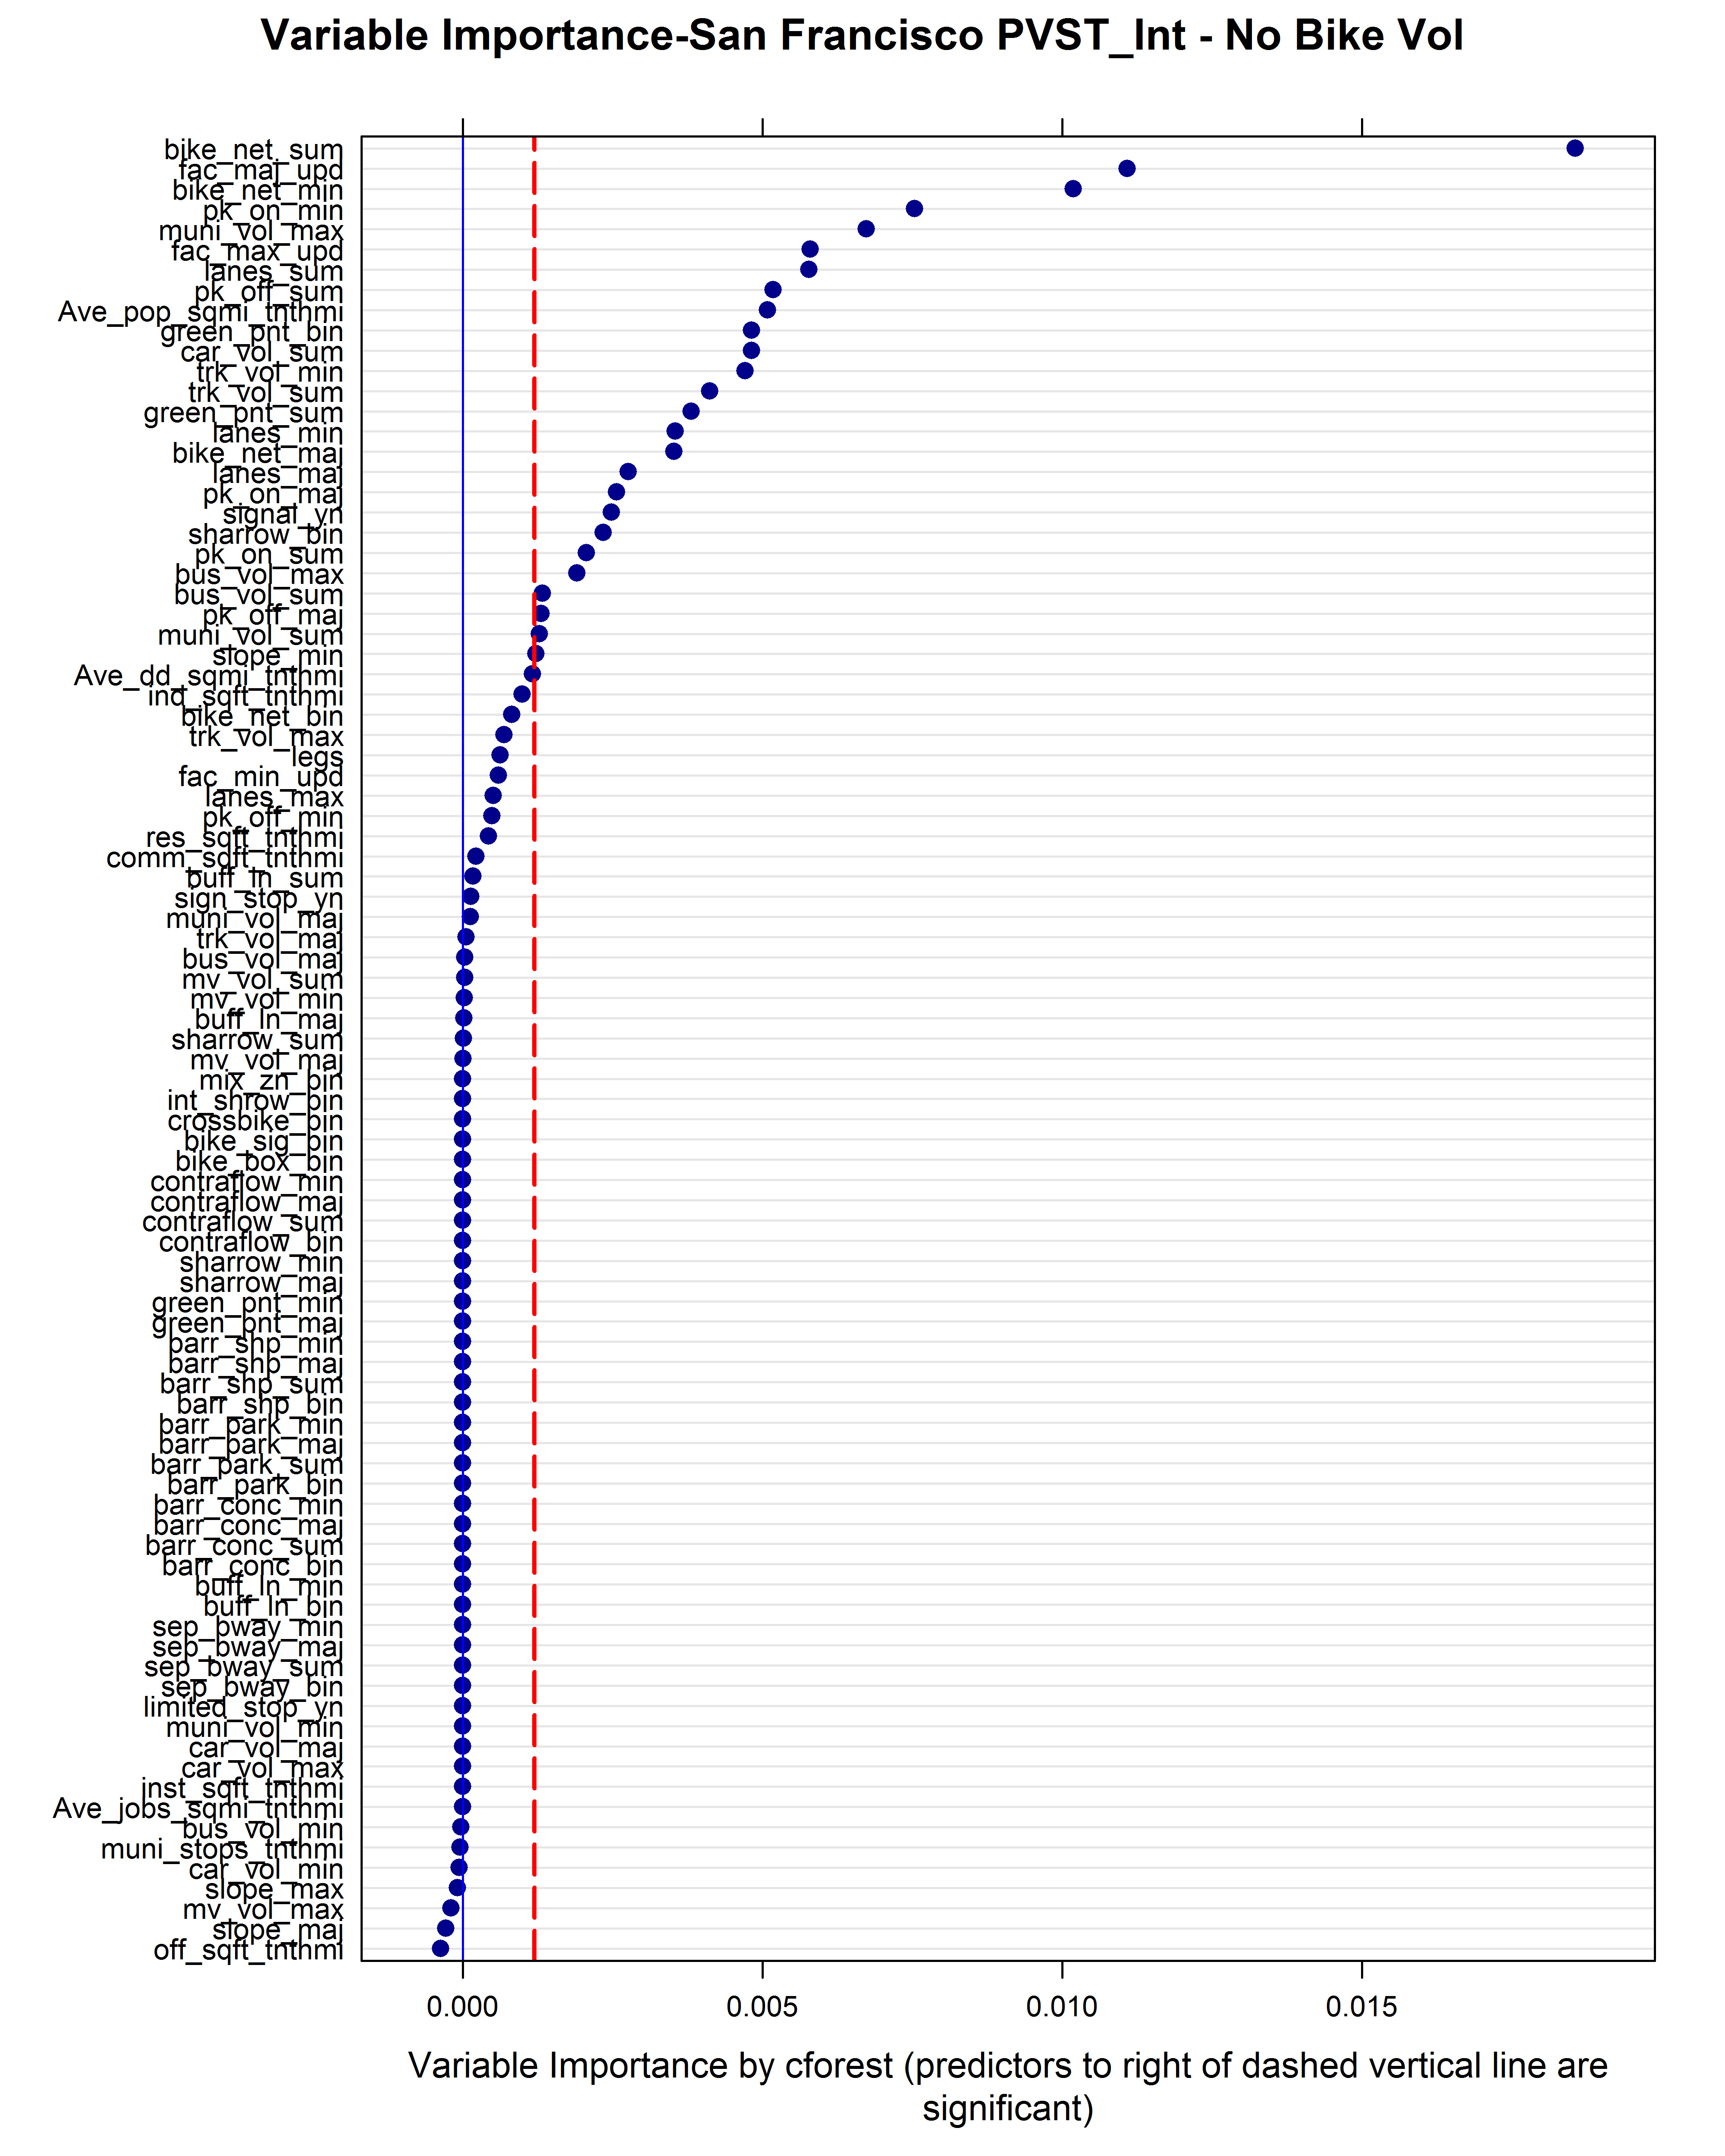 Variable Importance-San Francisco PVST_Int - No Bike Vol
bike_net_sum
fac_maj_upd
bike_net_min
pk_on_min
muni_vol_max
fac_max_upd
lanes_sum
pk_off_sum
Ave_pop_sqmi_tnthmi
green_pnt_bin
car_vol_sum
trk_vol_min
trk_vol_sum
green_pnt_sum
lanes_min
bike_net_maj
lanes_maj
pk_on_maj
signal_yn
sharrow_bin
pk_on_sum
bus_vol_max
bus_vol_sum
pk_off_maj
muni_vol_sum
slope_min
Ave_dd_sqmi_tnthmi
ind_sqft_tnthmi
bike_net_bin
trk_vol_max
legs
fac_min_upd
lanes_max
pk_off_min
res_sqft_tnthmi
comm_sqft_tnthmi
buff_ln_sum
sign_stop_yn
muni_vol_maj
trk_vol_maj
bus_vol_maj
mv_vol_sum
mv_vol_min
buff_ln_maj
sharrow_sum
mv_vol_maj
mix_zn_bin
int_shrow_bin
crossbike_bin
bike_sig_bin
bike_box_bin
contraflow_min
contraflow_maj
contraflow_sum
contraflow_bin
sharrow_min
sharrow_maj
green_pnt_min
green_pnt_maj
barr_shp_min
barr_shp_maj
barr_shp_sum
barr_shp_bin
barr_park_min
barr_park_maj
barr_park_sum
barr_park_bin
barr_conc_min
barr_conc_maj
barr_conc_sum
barr_conc_bin
buff_ln_min
buff_ln_bin
sep_bway_min
sep_bway_maj
sep_bway_sum
sep_bway_bin
limited_stop_yn
muni_vol_min
car_vol_maj
car_vol_max
inst_sqft_tnthmi
Ave_jobs_sqmi_tnthmi
bus_vol_min
muni_stops_tnthmi
car_vol_min
slope_max
mv_vol_max
slope_maj
off_sqft_tnthmi
0.000 0.005 0.010 0.015
Variable Importance by cforest (predictors to right of dashed vertical line are
significant)